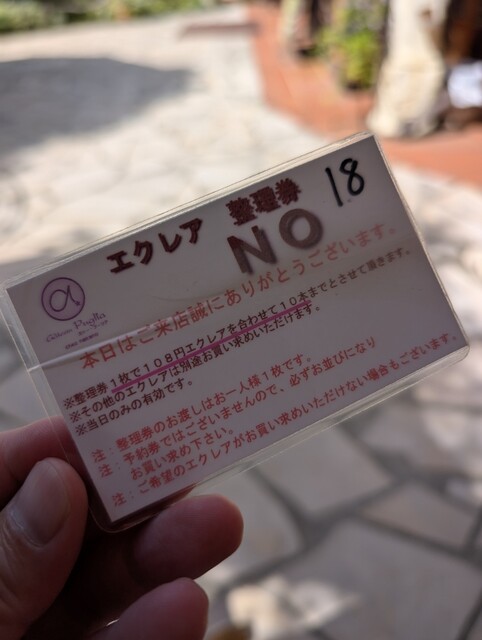 エクレア 整理券
NO 18
本日はご来店誠にありがとうございます。
※整理券1枚で108円エクレアを合わせて10本までとさせて頂きます。
※その他のエクレアは別途お買い求めいただけます。
※当日のみの有効です。
注：整理券のお渡しはお一人様1枚です。
注：予約券ではございませんので、必ずお並びになり
お買い求め下さい。
注：ご希望のエクレアがお買い求めいただけない場合もございます。